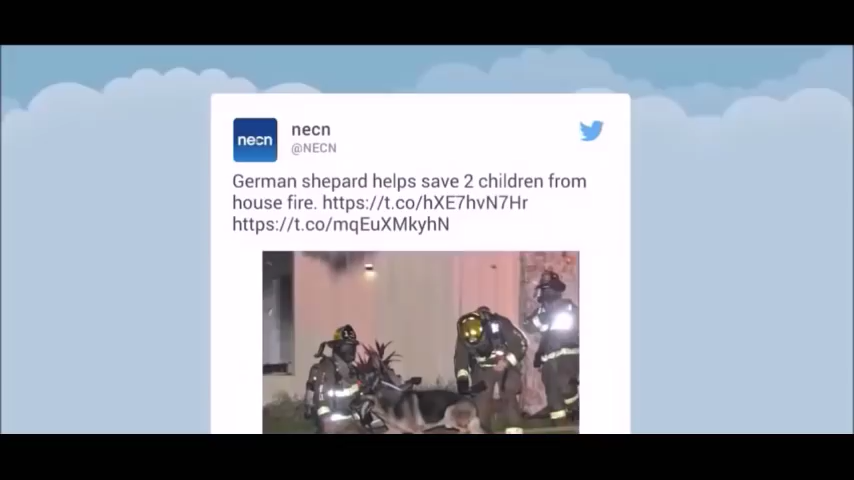 necn
necn
@NECN
German shepard helps save 2 children from
house fire. https://t.co/hXE7hvN7Hr
https://t.co/mqEuXMkyhN